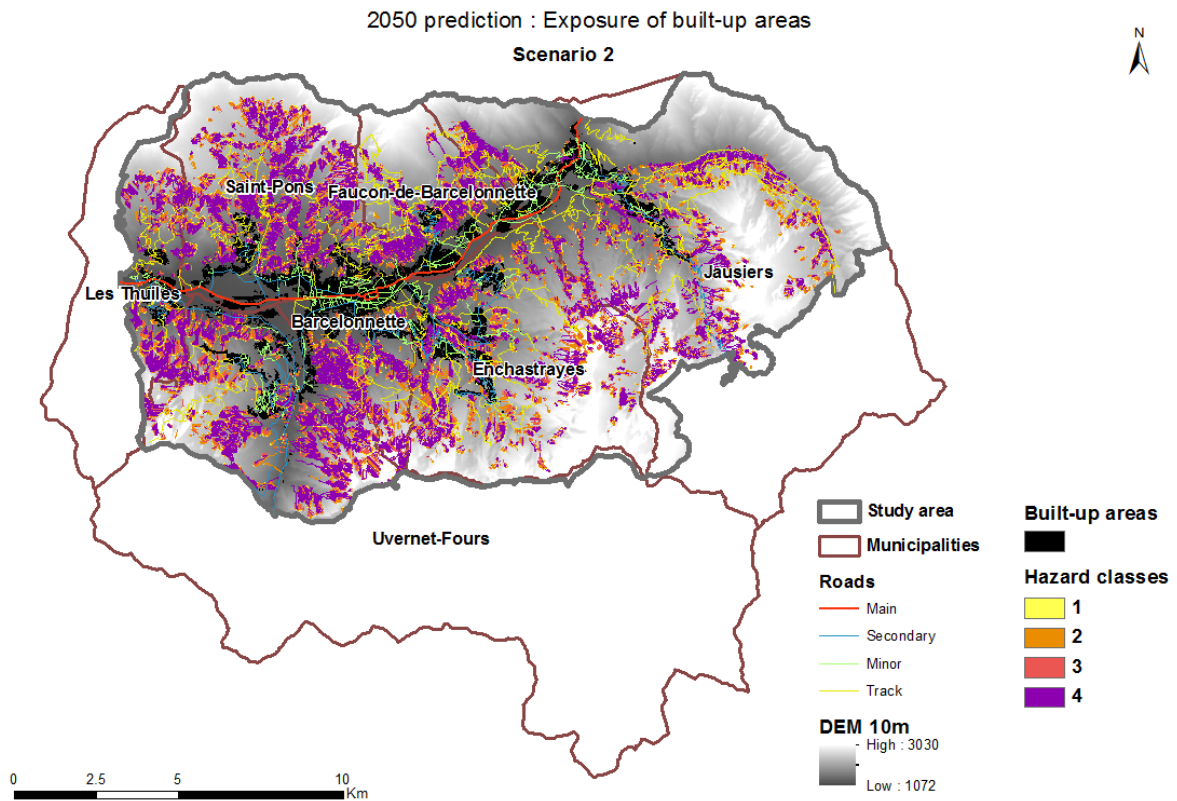 2050 prediction : Exposure of built-up areas
Scenario 2
N
Saint-Pons
Faucon-de-Barcelonnette
Jausiers
Les Thuiles
Barcelonnette
Enchastrayes
Uvernet-Fours
Study area
Municipalities
Roads
Main
Secondary
Minor
Track
DEM 10m
High : 3030
Low : 1072
Built-up areas
Hazard classes
1
2
3
4
0 2.5 5 10
Km